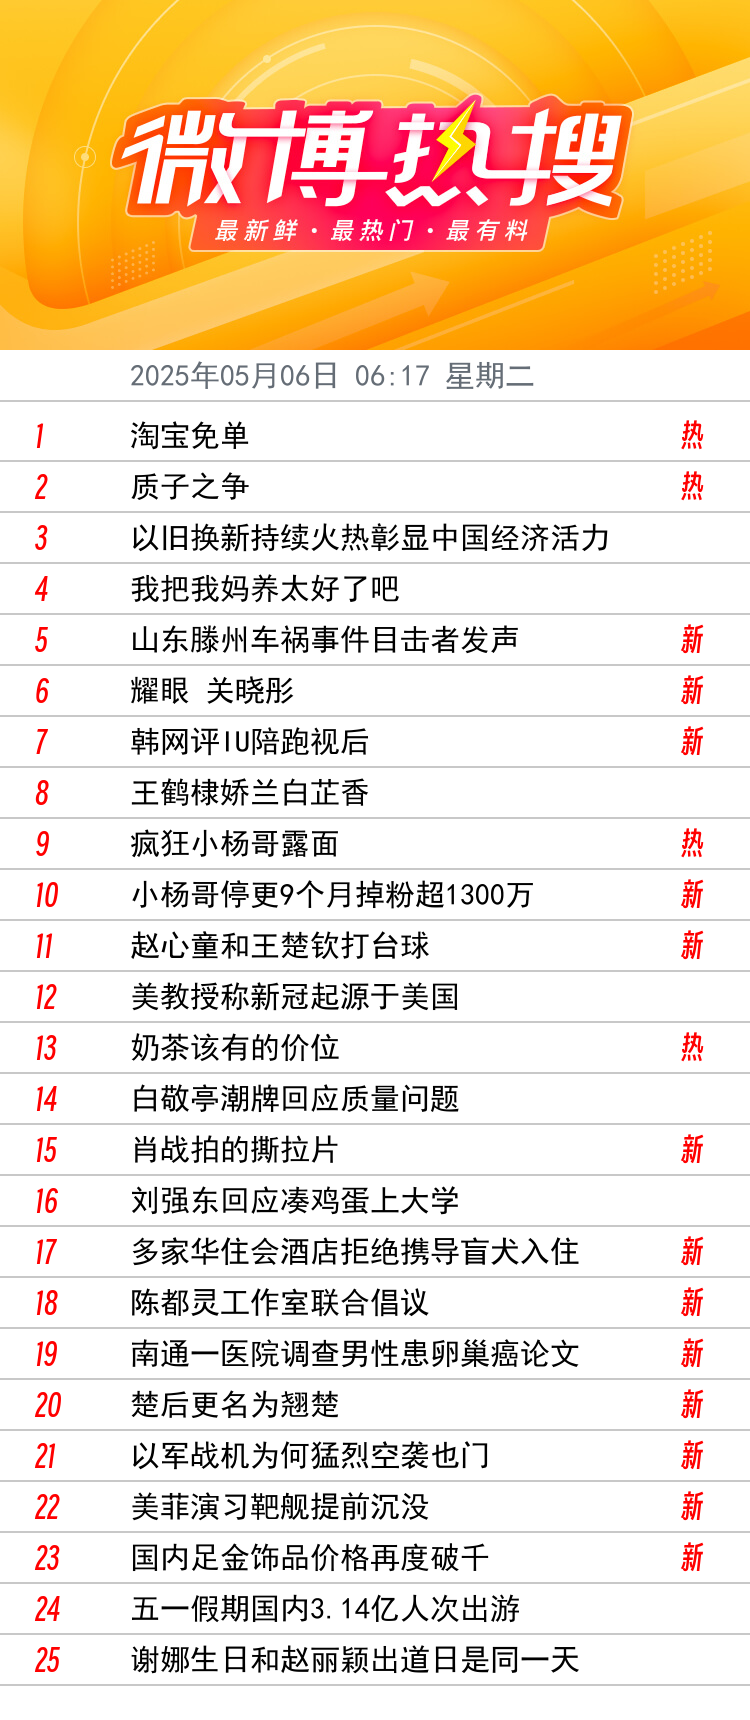 微博热搜
最新鲜·最热门·最有料
2025年05月06日 06:17 星期二
1 淘宝免单 热
2 质子之争 热
3 以旧换新持续火热彰显中国经济活力
4 我把我妈养太好了吧
5 山东滕州车祸事件目击者发声 新
6 耀眼 关晓彤 新
7 韩网评IU陪跑视后 新
8 王鹤棣娇兰白芷香
9 疯狂小杨哥露面 热
10 小杨哥停更9个月掉粉超1300万 新
11 赵心童和王楚钦打台球 新
12 美教授称新冠起源于美国
13 奶茶该有的价位 热
14 白敬亭潮牌回应质量问题
15 肖战拍的撕拉片 新
16 刘强东回应凑鸡蛋上大学
17 多家华住会酒店拒绝携导盲犬入住 新
18 陈都灵工作室联合倡议 新
19 南通一医院调查男性患卵巢癌论文 新
20 楚后更名为翘楚 新
21 以军战机为何猛烈空袭也门 新
22 美菲演习靶舰提前沉没 新
23 国内足金饰品价格再度破千 新
24 五一假期国内3.14亿人次出游
25 谢娜生日和赵丽颖出道日是同一天